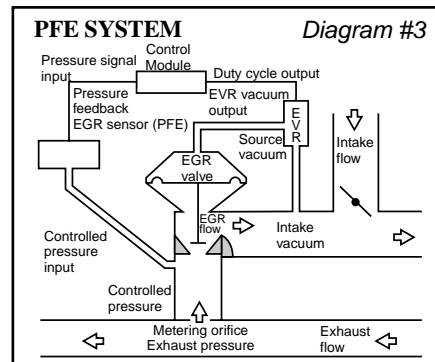 PFE SYSTEM
Diagram #3
Control
Module
Pressure signal
input
Duty cycle output
Pressure
feedback
EGR sensor (PFE)
EVR vacuum
output
EVR
Source
vacuum
Intake
flow
EGR
valve
EGR
flow
Intake
vacuum
Controlled
pressure
input
Controlled
pressure
Metering orifice
Exhaust pressure
Exhaust
flow